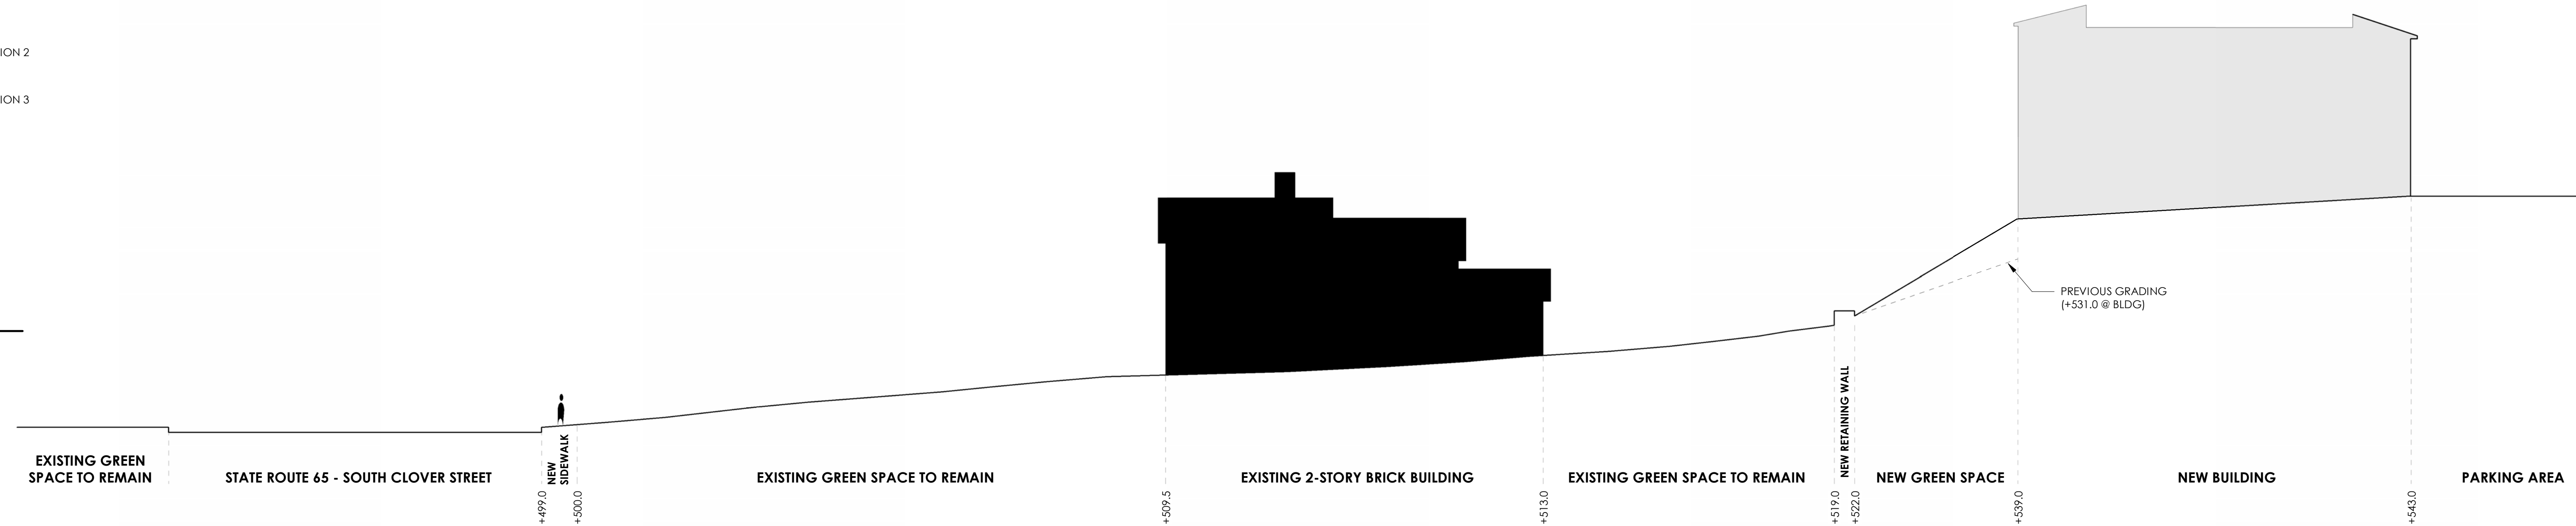 ION 2
ION 3
PREVIOUS GRADING
(+531.0 @ BLDG)
EXISTING GREEN
SPACE TO REMAIN
STATE ROUTE 65 - SOUTH CLOVER STREET
NEW
SIDEWALK
EXISTING GREEN SPACE TO REMAIN
EXISTING 2-STORY BRICK BUILDING
EXISTING GREEN SPACE TO REMAIN
NEW RETAINING WALL
NEW GREEN SPACE
NEW BUILDING
PARKING AREA
+499.0
+500.0
+509.5
+513.0
+519.0
+522.0
+539.0
+543.0